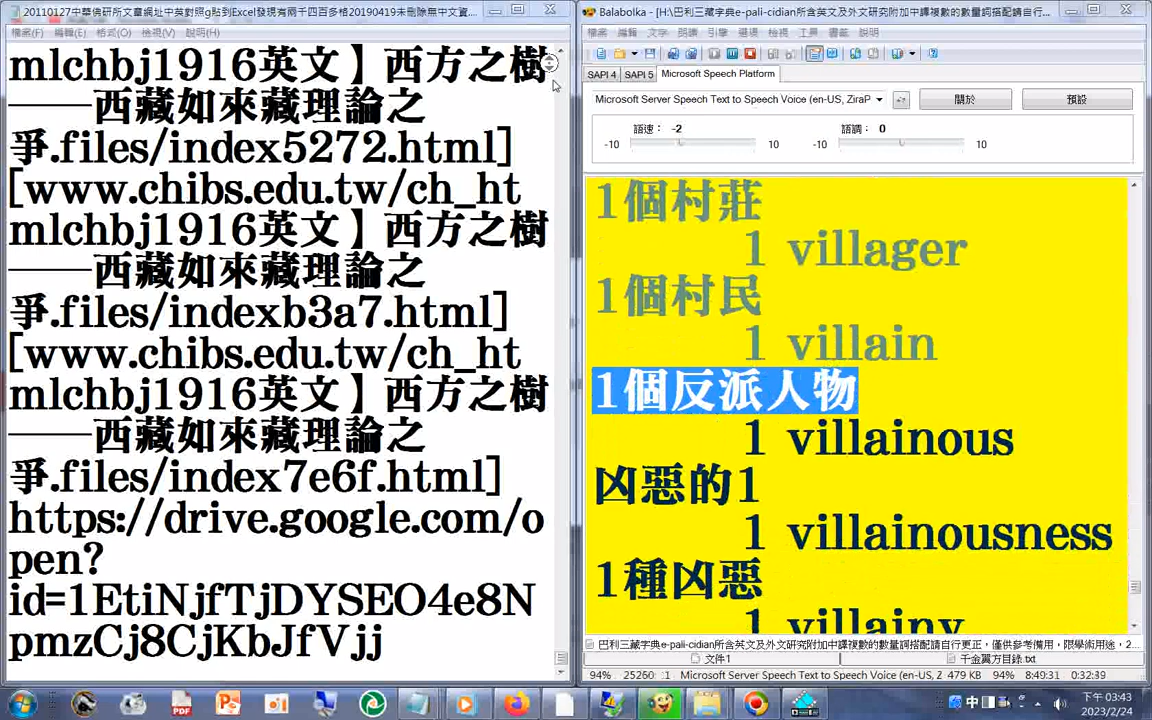 20110127中華佛研所文章網址中英對照g點到Excel發現有兩千四百多格20190419未刪除無中文資...
檔案(F) 編輯(E) 格式(O) 檢視(V) 說明(H)
mlchbj1916英文】西方之樹
——西藏如來藏理論之
爭.files/index5272.html]
[www.chibs.edu.tw/ch_ht
mlchbj1916英文】西方之樹
——西藏如來藏理論之
爭.files/indexb3a7.html]
[www.chibs.edu.tw/ch_ht
mlchbj1916英文】西方之樹
——西藏如來藏理論之
爭.files/index7e6f.html]
https://drive.google.com/o
pen?
id=1EtiNjfTjDYSEO4e8N
pmzCj8CjKbJfVjj
Balabolka - [H:\巴利三藏字典e-pali-cidian所含英文及外文研究附加中譯複數的數量詞搭配請自行更正,...
檔案 編輯 文字 朗讀 引擎 選項 檢視 工具 書籤 說明
SAPI 4 SAPI 5 Microsoft Speech Platform
Microsoft Server Speech Text to Speech Voice (en-US, ZiraP
關於
預設
語速: -2
語調: 0
-10 10 -10 10
1個村莊
1 villager
1個村民
1 villain
1個反派人物
1 villainous
凶惡的1
1 villainousness
1種凶惡
1 villainy
巴利三藏字典e-pali-cidian所含英文及外文研究附加中譯複數的數量詞搭配請自行更正,僅供參考備用,限學術用途,2...
文件1
千金翼方目錄.txt
94% 25260: 1 Microsoft Server Speech Text to Speech Voice (en-US, Z 479 KB 94% 8:49:31 0:32:39
中
下午 03:43
2023/2/24